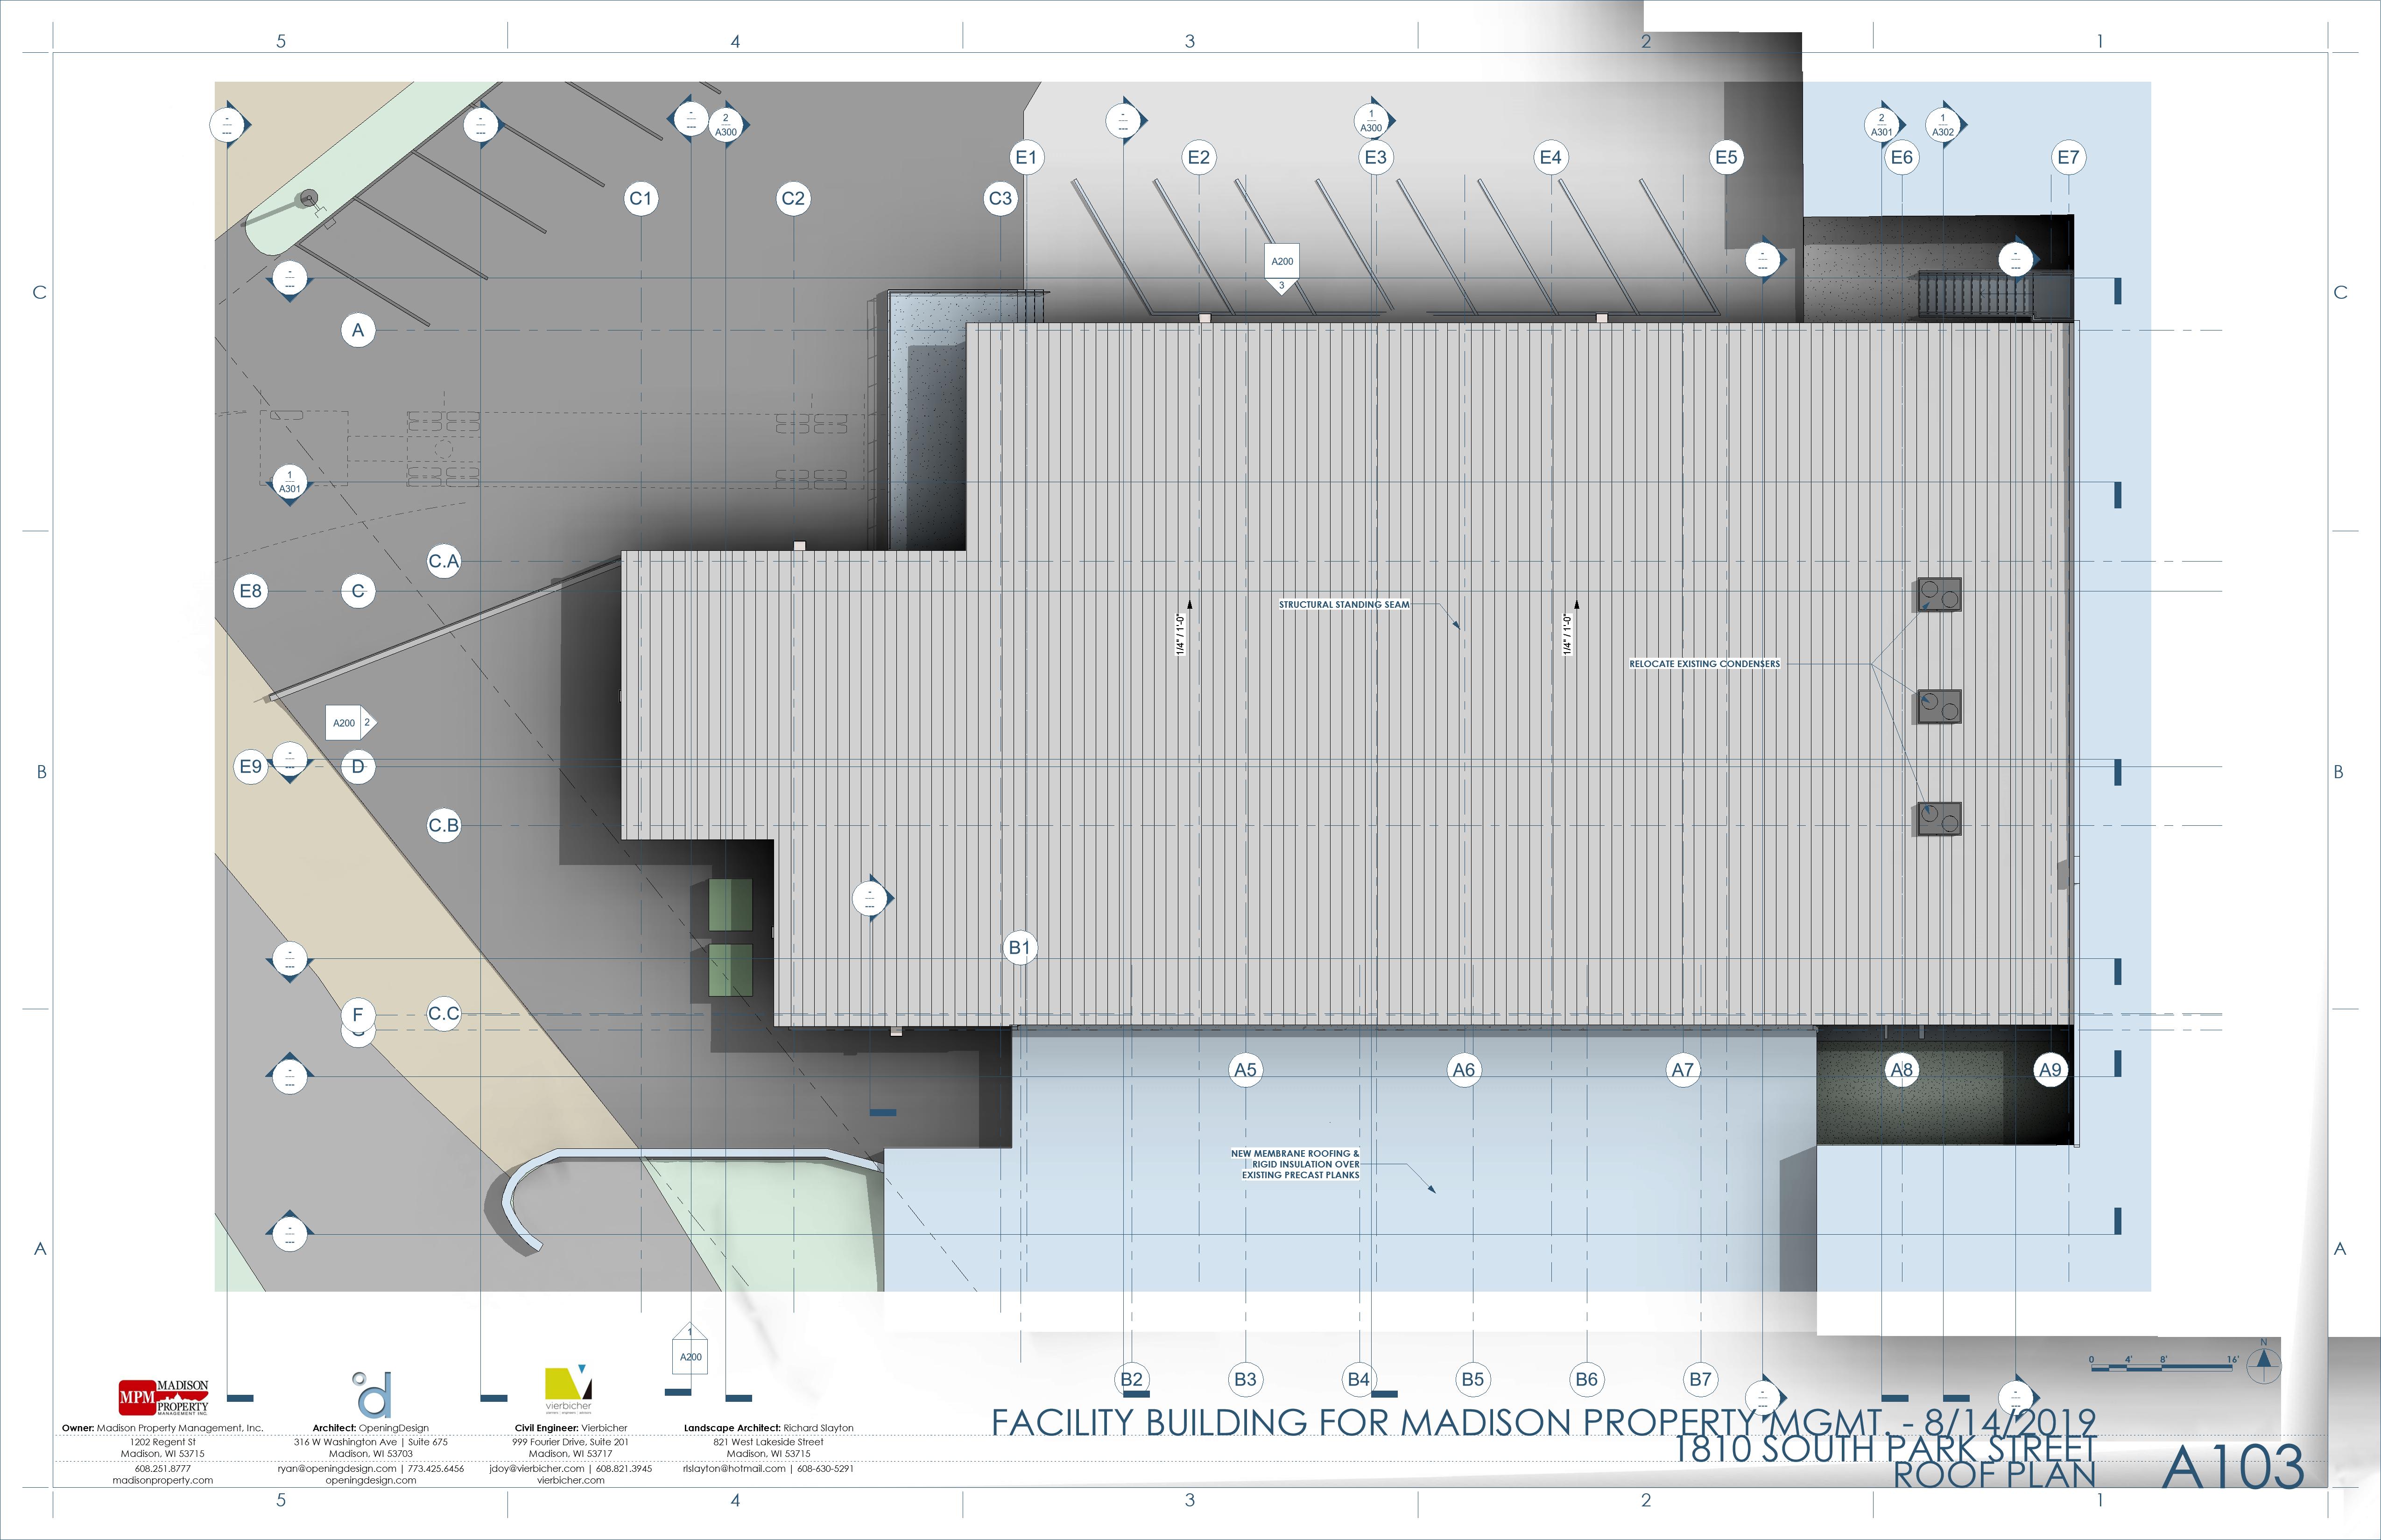 5
4
3
2
1
-
---
---
-
---
---
-
---
---
2
---
A300
-
---
---
1
---
A300
2
---
A301
1
---
A302
E1
E2
E3
E4
E5
E6
E7
C1
C2
C3
A200
3
-
---
---
-
---
---
-
---
---
C
C
A
1
---
A301
C.A
E8
C
STRUCTURAL STANDING SEAM
1/4" / 1'-0"
1/4" / 1'-0"
RELOCATE EXISTING CONDENSERS
A200
2
E9
-
---
---
D
B
B
C.B
-
---
---
B1
-
---
---
F
C.C
A5
A6
A7
A8
A9
-
---
---
NEW MEMBRANE ROOFING &
RIGID INSULATION OVER
EXISTING PRECAST PLANKS
-
---
---
A
A
1
A200
N
0 4' 8' 16'
B2
B3
B4
B5
B6
B7
-
---
---
-
---
---
MPM
MADISON
PROPERTY
MANAGEMENT INC.
d
vierbicher
planners | engineers | advisors
Owner: Madison Property Management, Inc.
1202 Regent St
Madison, WI 53715
608.251.8777
madisonproperty.com
Architect: OpeningDesign
316 W Washington Ave | Suite 675
Madison, WI 53703
ryan@openingdesign.com | 773.425.6456
openingdesign.com
Civil Engineer: Vierbicher
999 Fourier Drive, Suite 201
Madison, WI 53717
jdoy@vierbicher.com | 608.821.3945
vierbicher.com
Landscape Architect: Richard Slayton
821 West Lakeside Street
Madison, WI 53715
rlslayton@hotmail.com | 608-630-5291
FACILITY BUILDING FOR MADISON PROPERTY MGMT. - 8/14/2019
1810 SOUTH PARK STREET
ROOF PLAN
A103
5
4
3
2
1